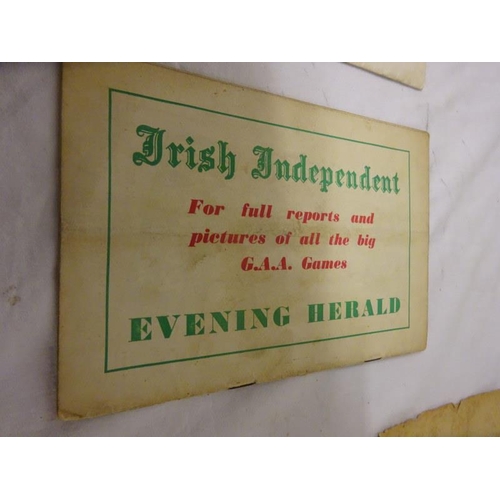 Irish Independent
For full reports and
pictures of all the big
G.A.A. Games
EVENING HERALD